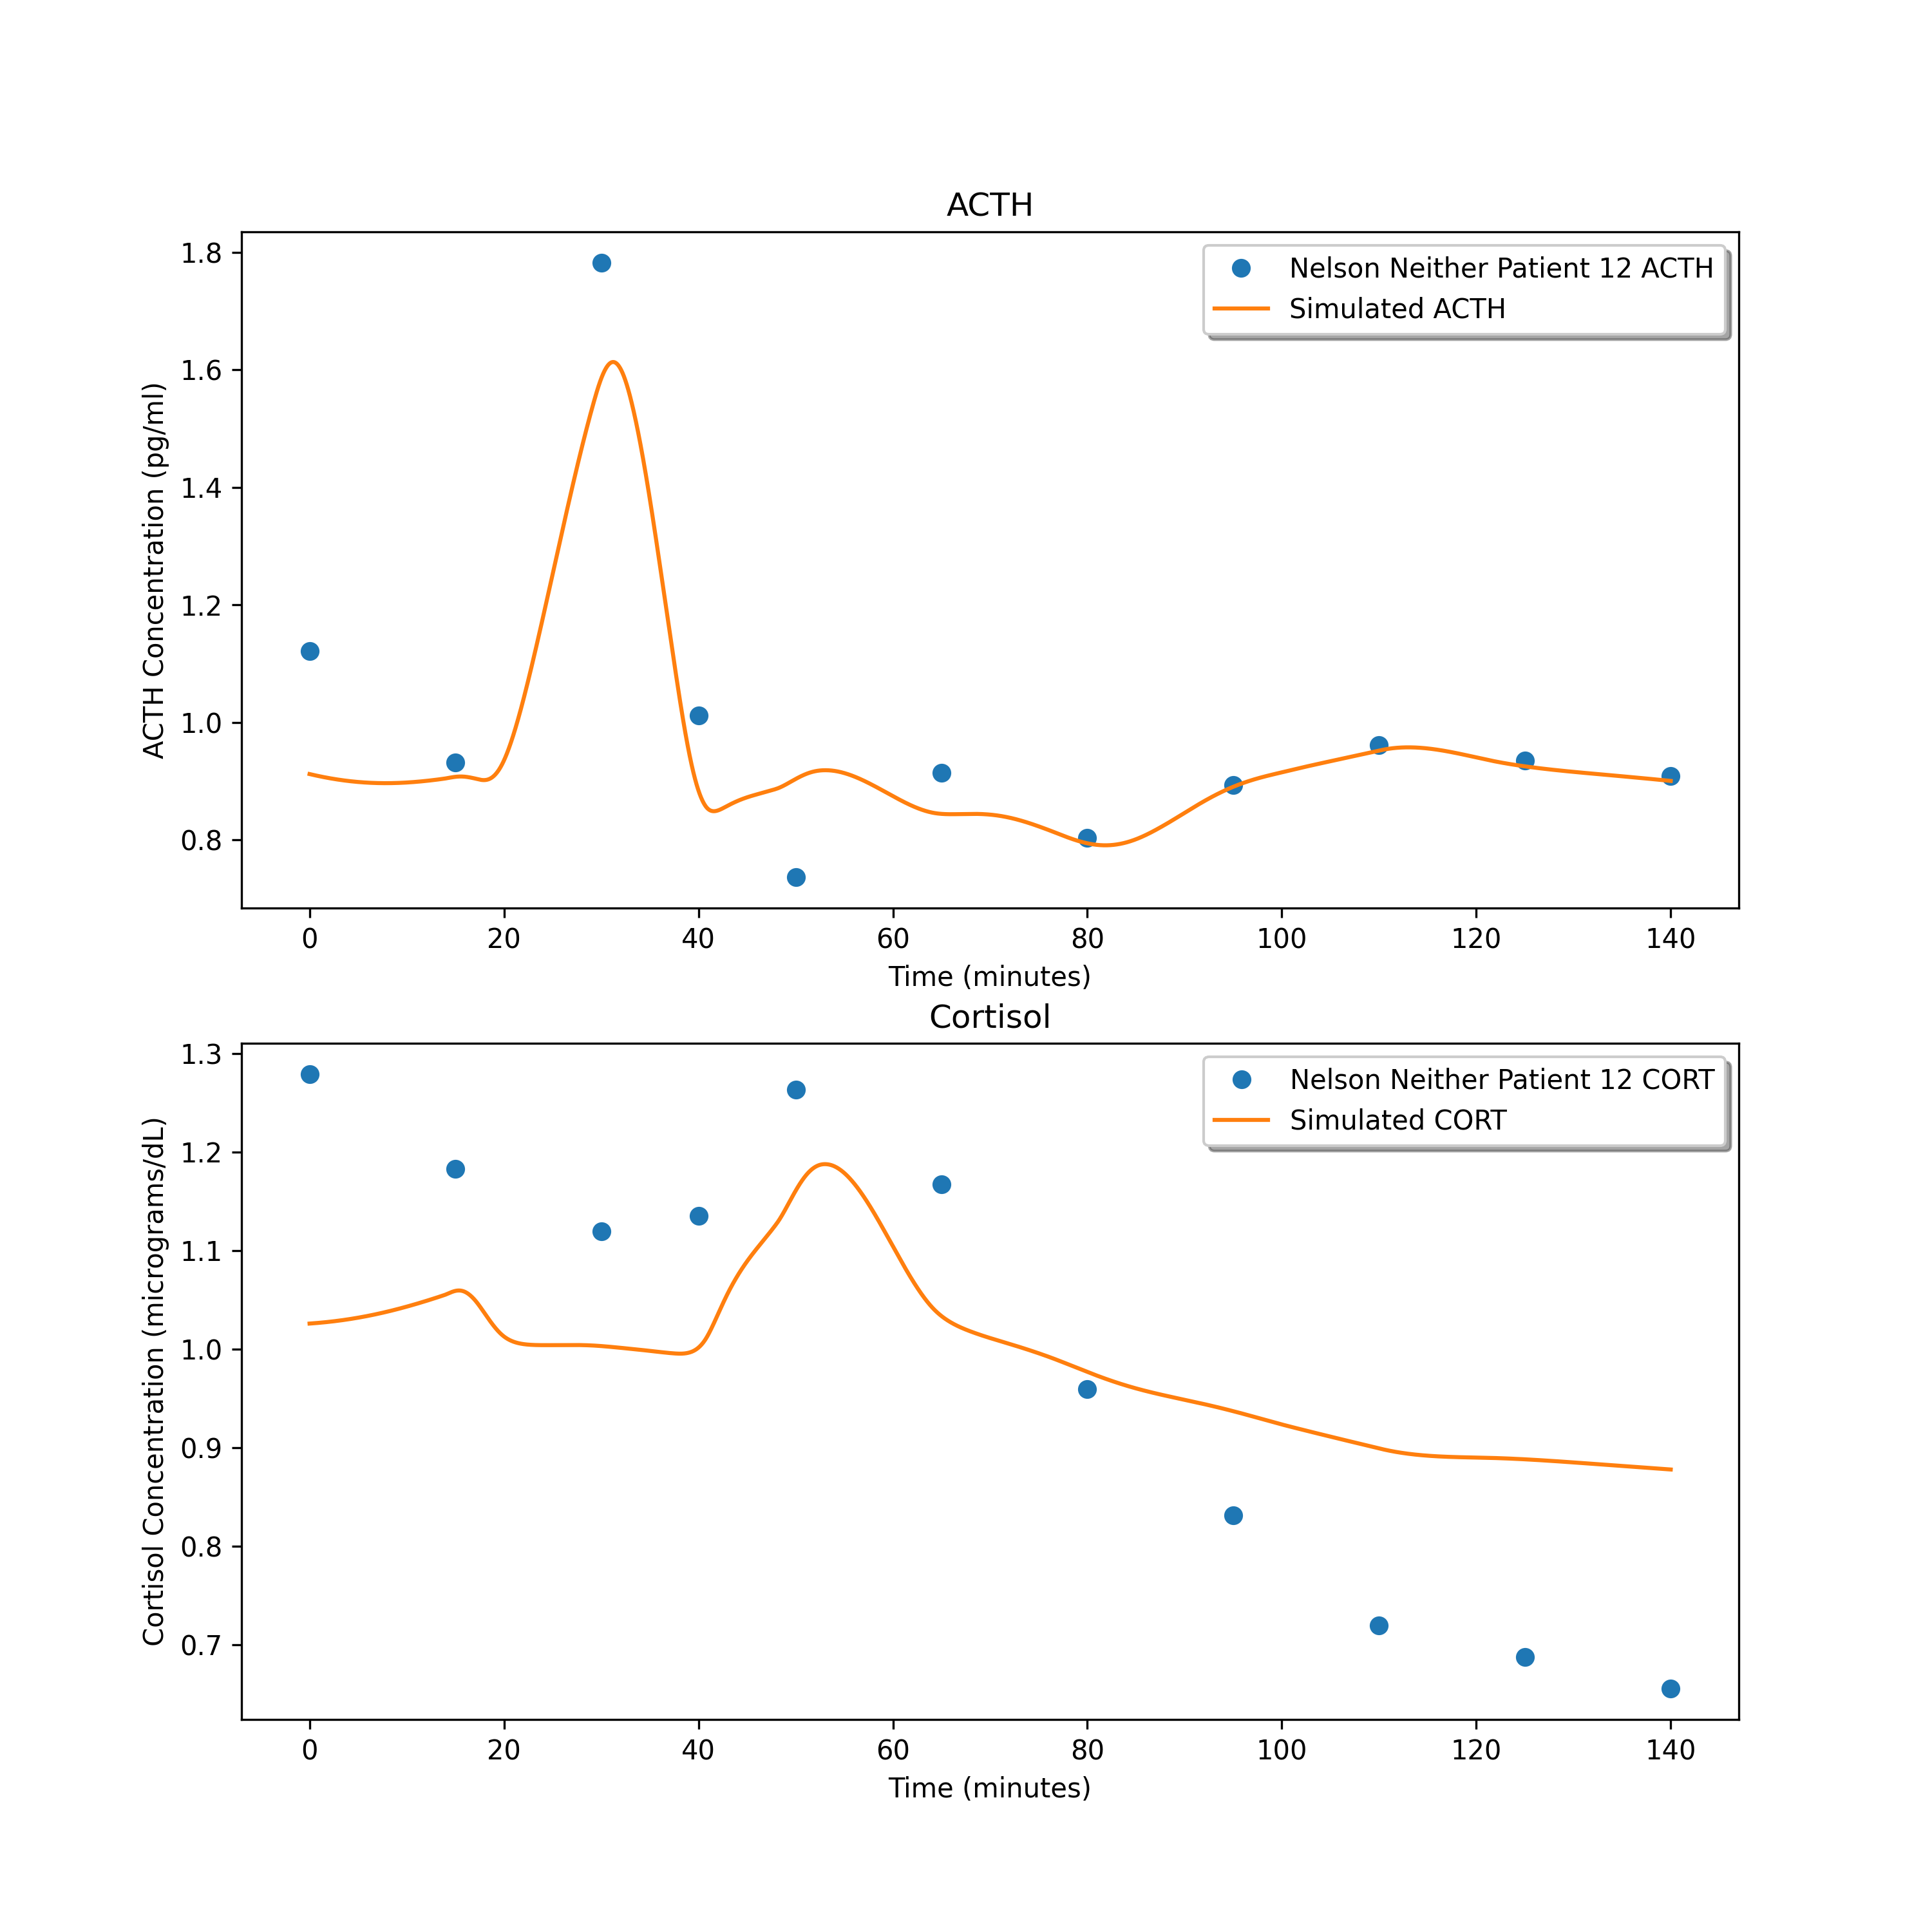 ACTH
1.8
1.6
1.4
1.2
1.0
0.8
ACTH Concentration (pg/ml)
Nelson Neither Patient 12 ACTH
Simulated ACTH
0 20 40 60 80 100 120 140
Time (minutes)
Cortisol
1.3
1.2
1.1
1.0
0.9
0.8
0.7
Cortisol Concentration (micrograms/dL)
Nelson Neither Patient 12 CORT
Simulated CORT
0 20 40 60 80 100 120 140
Time (minutes)